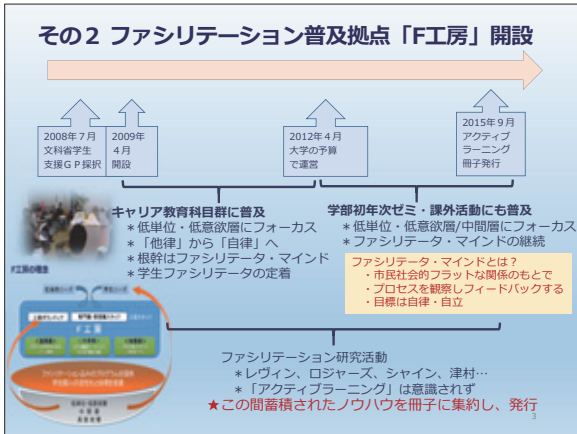 その２ ファシリテーション普及拠点「F工房」開設
2008年７月
文科省学生
支援ＧＰ採択
2009年
４月
開設
2012年４月
大学の予算
で運営
2015年９月
アクティブ
ラーニング
冊子発行
キャリア教育科目群に普及
＊低単位・低意欲層にフォーカス
＊「他律」から「自律」へ
＊根幹はファシリテータ・マインド
＊学生ファシリテータの定着
学部初年次ゼミ・課外活動にも普及
＊低単位・低意欲層/中間層にフォーカス
＊ファシリテータ・マインドの継続
ファシリテータ・マインドとは？
・市民社会的フラットな関係のもとで
・プロセスを観察しフィードバックする
・目標は自律・自立
F工房の理念
F 工 房
ファシリテーション研究活動
＊レヴィン、ロジャーズ、シャイン、津村…
＊「アクティブラーニング」は意識されず
★この間蓄積されたノウハウを冊子に集約し、発行
3